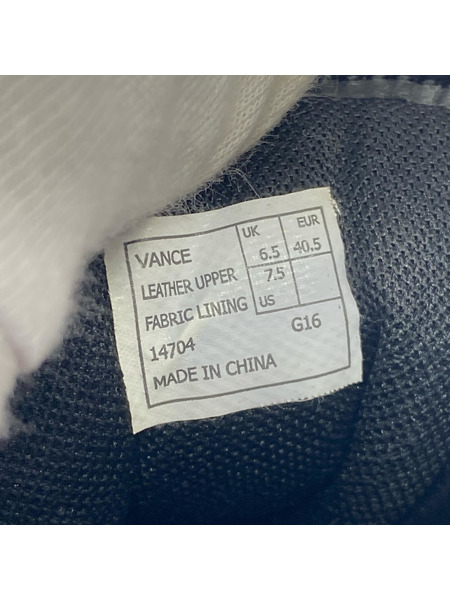 VANCE
UK
EUR
6.5
40.5
LEATHER UPPER
7.5
FABRIC LINING
US
14704
G16
MADE IN CHINA